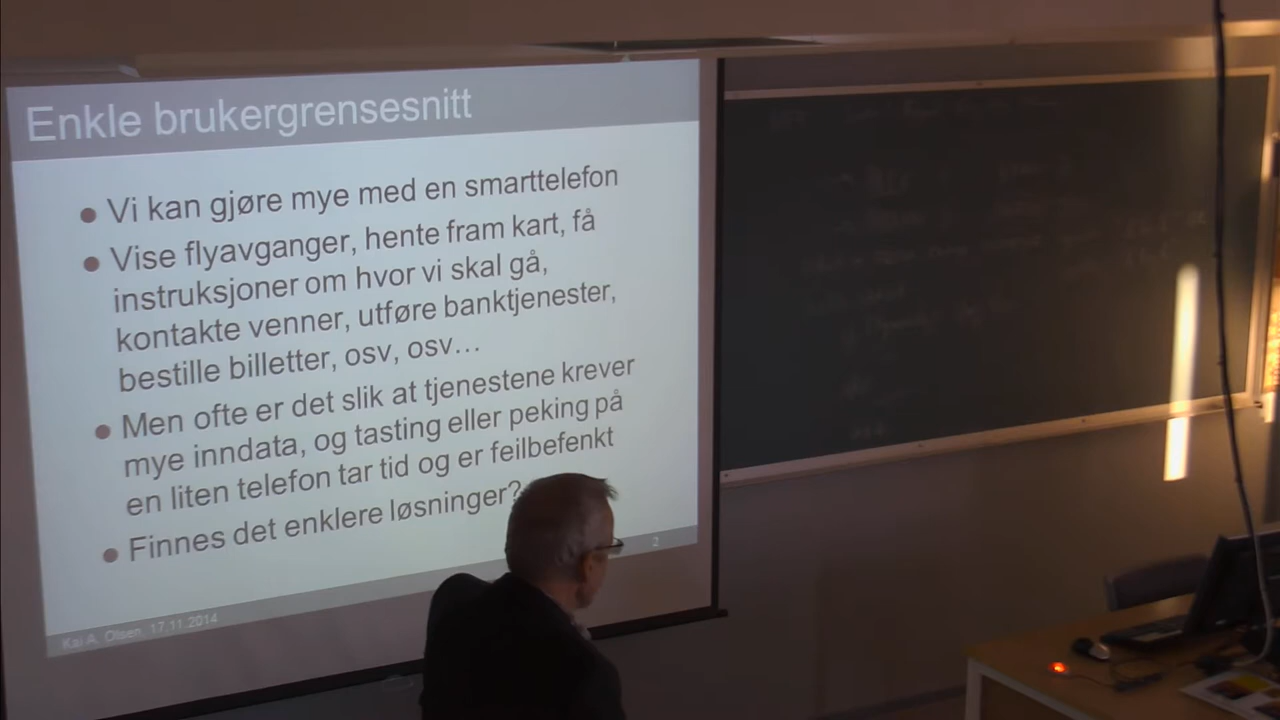 Enkle brukergrensesnitt
● Vi kan gjøre mye med en smarttelefon
● Vise flyavganger, hente fram kart, få
instruksjoner om hvor vi skal gå,
kontakte venner, utføre banktjenester,
bestille billetter, osv, osv…
● Men ofte er det slik at tjenestene krever
mye inndata, og tasting eller peking på
en liten telefon tar tid og er feilbefenkt
● Finnes det enklere løsninger?
2
Kai A. Olsen, 17.11.2014